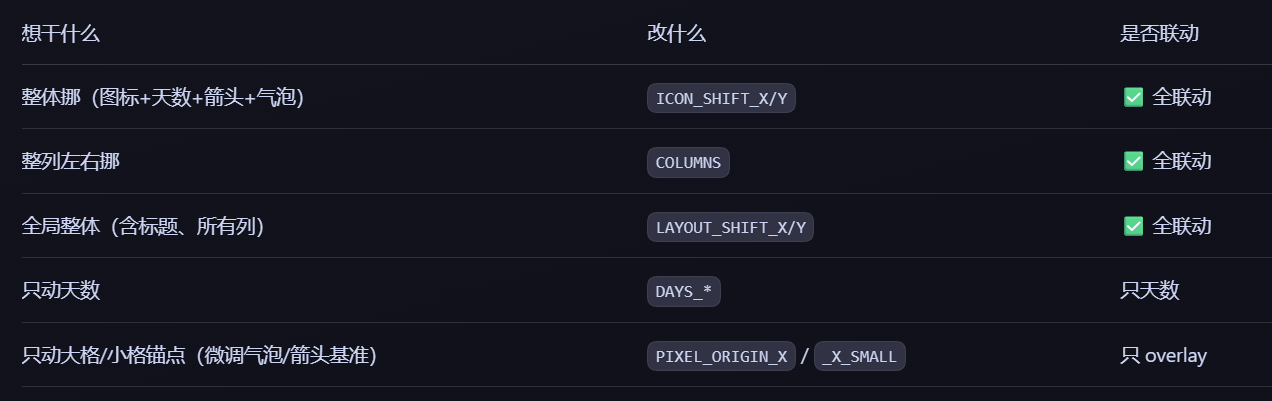 想干什么 改什么 是否联动
整体挪（图标+天数+箭头+气泡） ICON_SHIFT_X/Y ✅ 全联动
整列左右挪 COLUMNS ✅ 全联动
全局整体（含标题、所有列） LAYOUT_SHIFT_X/Y ✅ 全联动
只动天数 DAYS_* 只天数
只动大格/小格锚点（微调气泡/箭头基准） PIXEL_ORIGIN_X / _X_SMALL 只 overlay